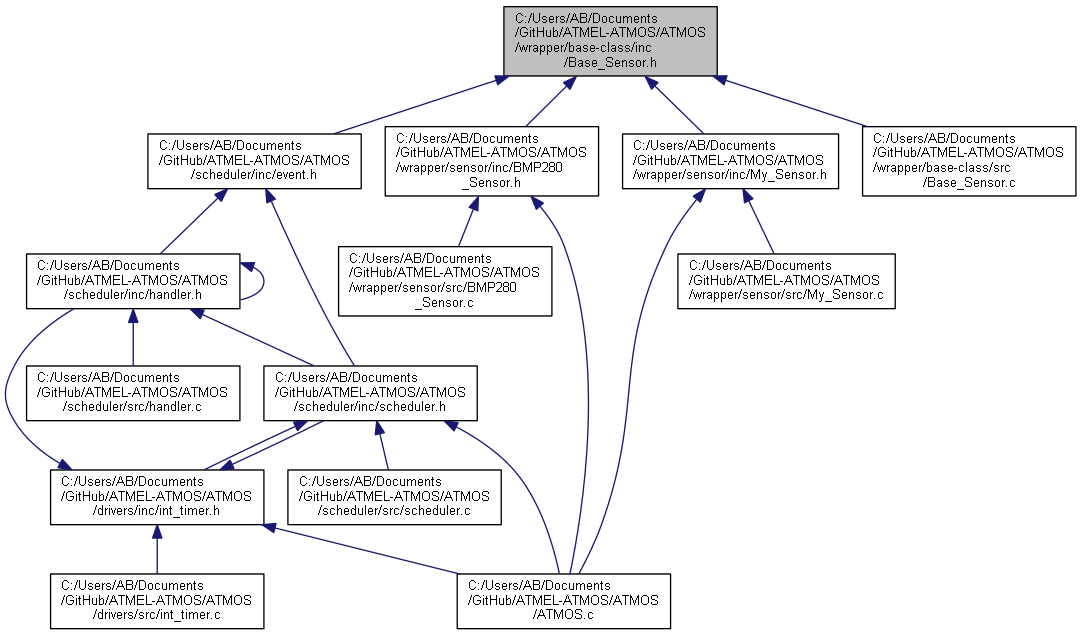 C:/Users/AB/Documents
/GitHub/ATMEL-ATMOS/ATMOS
/wrapper/base-class/inc
/Base_Sensor.h
C:/Users/AB/Documents
/GitHub/ATMEL-ATMOS/ATMOS
/scheduler/inc/event.h
C:/Users/AB/Documents
/GitHub/ATMEL-ATMOS/ATMOS
/wrapper/sensor/inc/BMP280
_Sensor.h
C:/Users/AB/Documents
/GitHub/ATMEL-ATMOS/ATMOS
/wrapper/sensor/inc/My_Sensor.h
C:/Users/AB/Documents
/GitHub/ATMEL-ATMOS/ATMOS
/wrapper/base-class/src
/Base_Sensor.c
C:/Users/AB/Documents
/GitHub/ATMEL-ATMOS/ATMOS
/scheduler/inc/handler.h
C:/Users/AB/Documents
/GitHub/ATMEL-ATMOS/ATMOS
/wrapper/sensor/src/BMP280
_Sensor.c
C:/Users/AB/Documents
/GitHub/ATMEL-ATMOS/ATMOS
/wrapper/sensor/src/My_Sensor.c
C:/Users/AB/Documents
/GitHub/ATMEL-ATMOS/ATMOS
/scheduler/src/handler.c
C:/Users/AB/Documents
/GitHub/ATMEL-ATMOS/ATMOS
/scheduler/inc/scheduler.h
C:/Users/AB/Documents
/GitHub/ATMEL-ATMOS/ATMOS
/drivers/inc/int_timer.h
C:/Users/AB/Documents
/GitHub/ATMEL-ATMOS/ATMOS
/scheduler/src/scheduler.c
C:/Users/AB/Documents
/GitHub/ATMEL-ATMOS/ATMOS
/drivers/src/int_timer.c
C:/Users/AB/Documents
/GitHub/ATMEL-ATMOS/ATMOS
/ATMOS.c